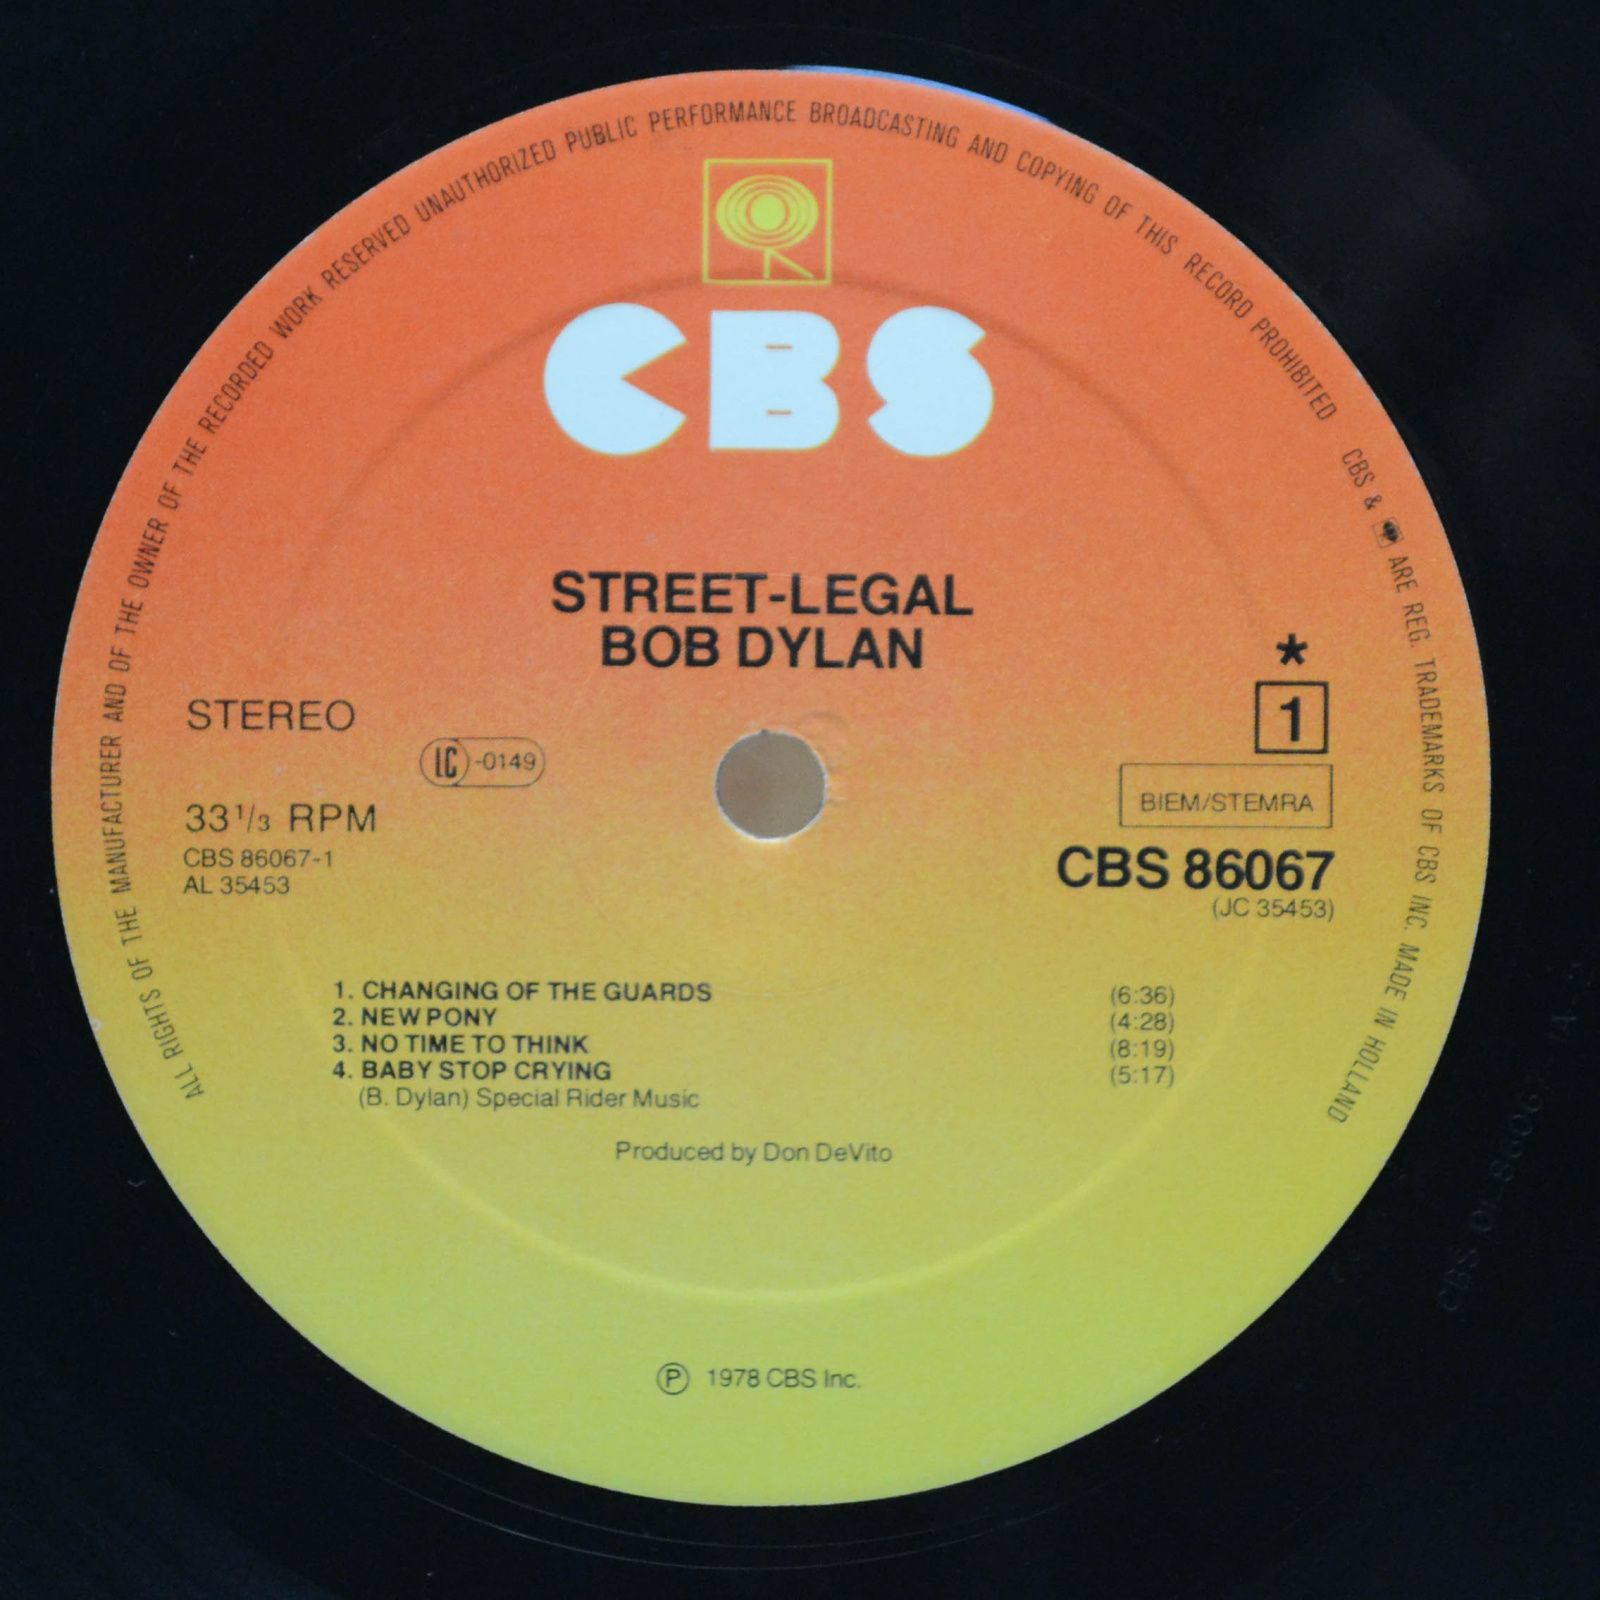 ALL RIGHTS OF THE MANUFACTURER AND OF THE OWNER OF THE RECORDED WORK RESERVED UNAUTHORIZED PUBLIC PERFORMANCE BROADCASTING AND COPYING OF THIS RECORD PROHIBITED CBS & ARE REG. TRADEMARKS OF CBS INC. MADE IN HOLLAND
CBS
STREET-LEGAL
BOB DYLAN
*
1
STEREO
LC -0149
BIEM/STEMRA
33 1/3 RPM
CBS 86067-1
AL 35453
CBS 86067
(JC 35453)
1. CHANGING OF THE GUARDS (6:36)
2. NEW PONY (4:28)
3. NO TIME TO THINK (8:19)
4. BABY STOP CRYING (5:17)
(B. Dylan) Special Rider Music
Produced by Don DeVito
Ⓟ 1978 CBS Inc.